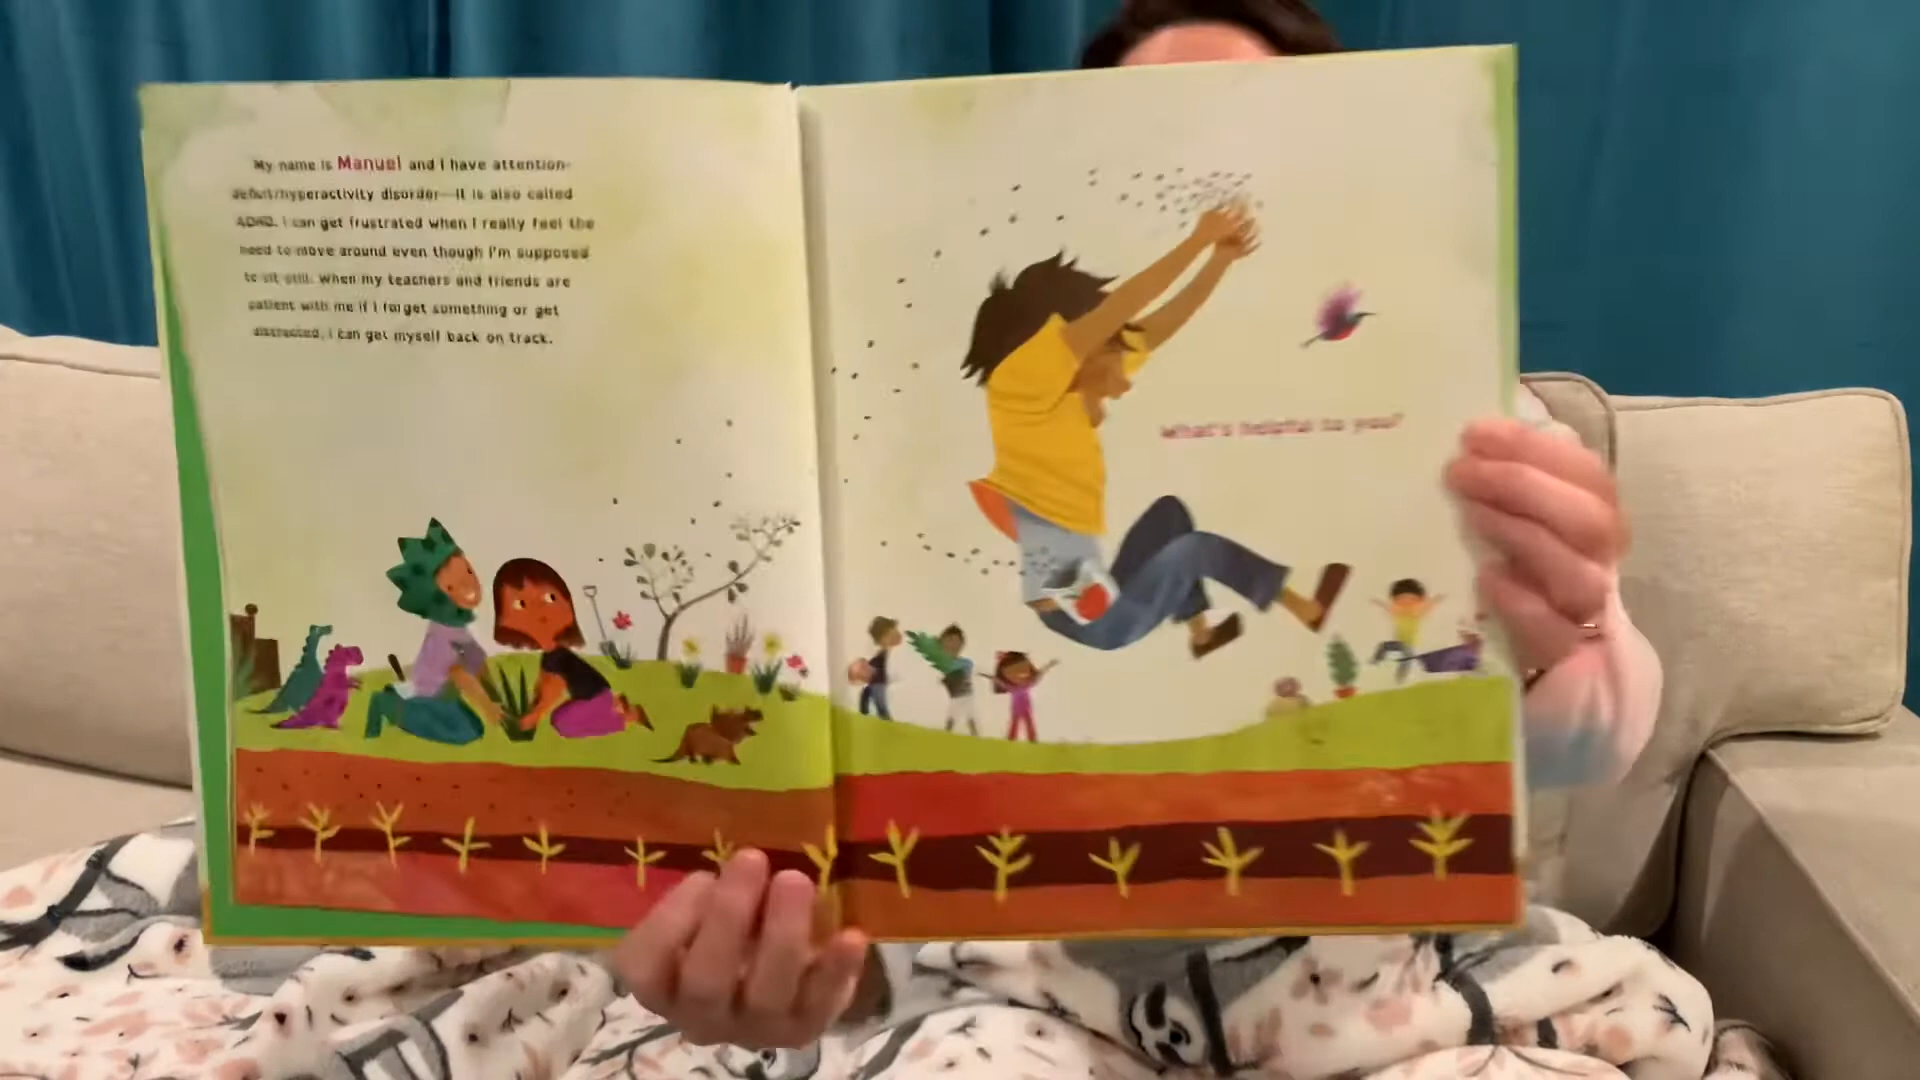 My name is Manuel and I have attention-
deficit/hyperactivity disorder—it is also called
ADHD. I can get frustrated when I really feel the
need to move around even though I'm supposed
to sit still. When my teachers and friends are
patient with me if I forget something or get
distracted, I can get myself back on track.
What's helpful to you?